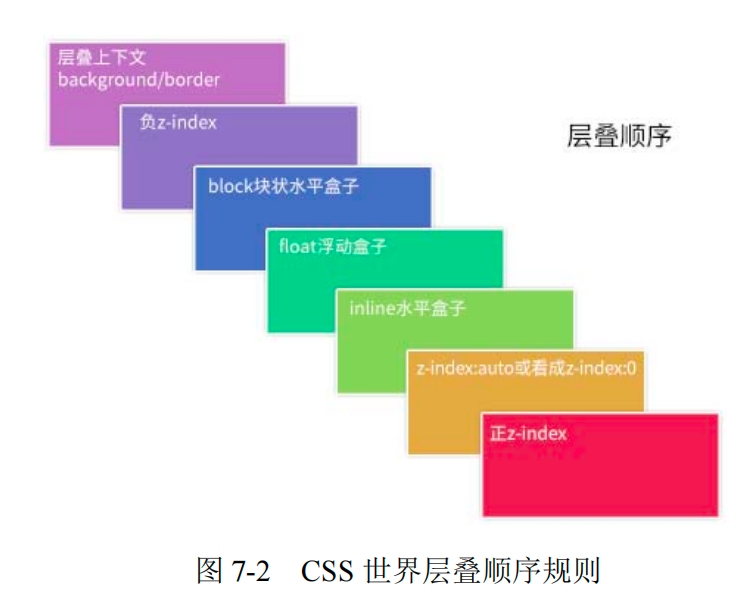 层叠上下文
background/border
负z-index
层叠顺序
block块状水平盒子
float浮动盒子
inline水平盒子
z-index:auto或看成z-index:0
正z-index
图 7-2 CSS 世界层叠顺序规则